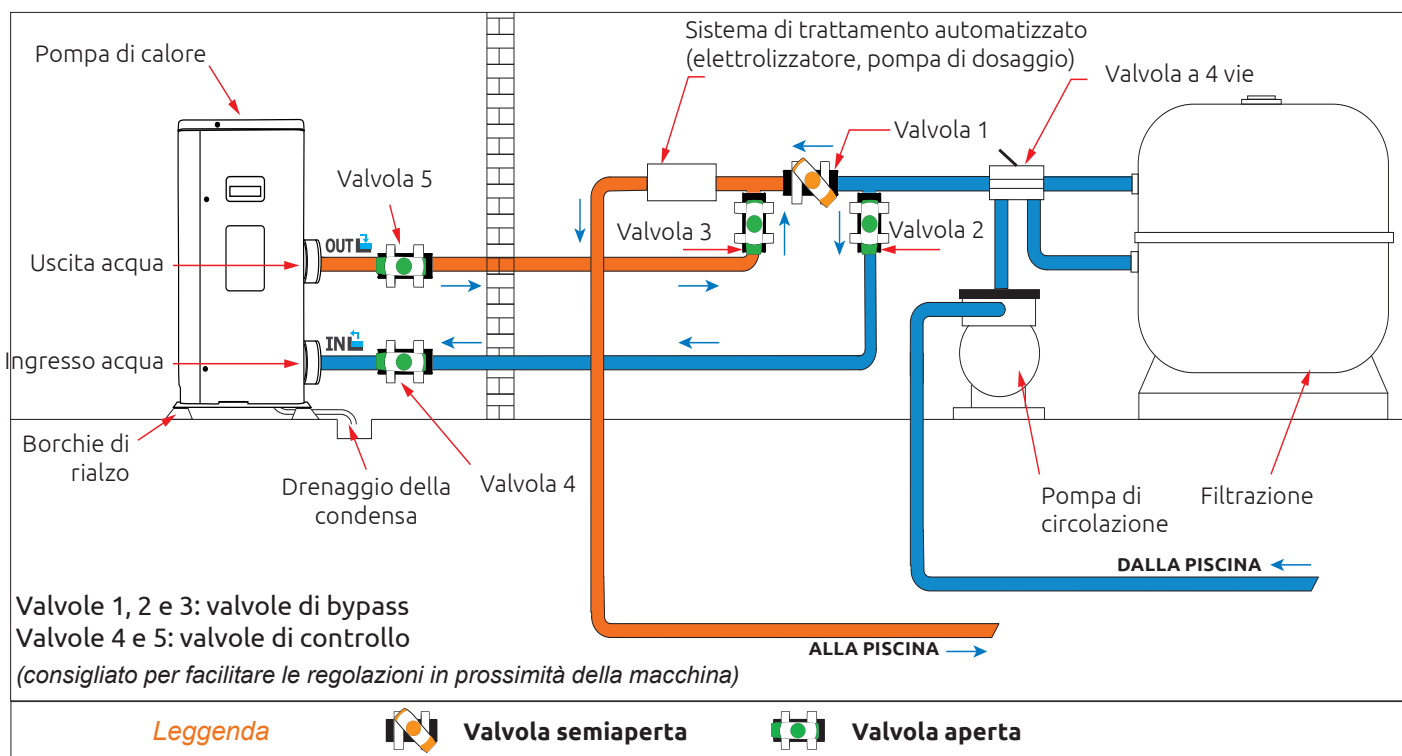 Sistema di trattamento automatizzato
(elettrolizzatore, pompa di dosaggio)
Pompa di calore
Valvola a 4 vie
Valvola 1
Valvola 5
Valvola 3
Valvola 2
OUT
Uscita acqua
IN
Ingresso acqua
Borchie di
rialzo
Drenaggio della
condensa
Valvola 4
Pompa di
circolazione
Filtrazione
DALLA PISCINA
ALLA PISCINA
Valvole 1, 2 e 3: valvole di bypass
Valvole 4 e 5: valvole di controllo
(consigliato per facilitare le regolazioni in prossimità della macchina)
Leggenda
Valvola semiaperta
Valvola aperta